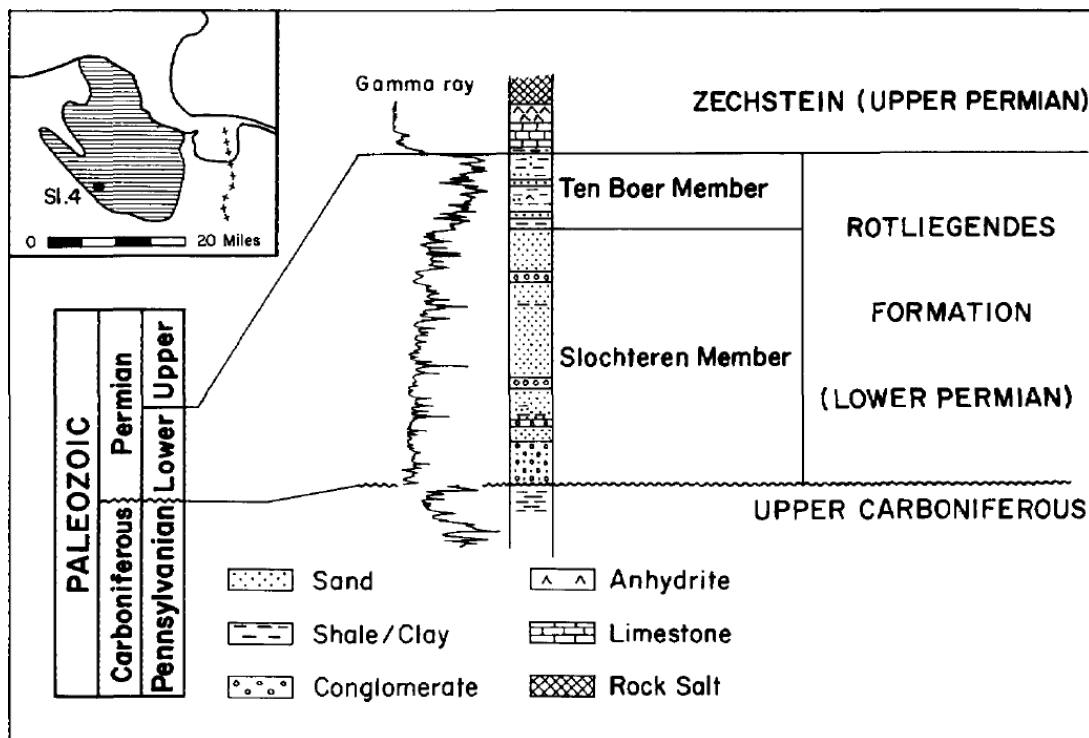 Gamma ray
ZECHSTEIN (UPPER PERMIAN)
Sl.4
0 20 Miles
Ten Boer Member
ROTLIEGENDES
FORMATION
Slochteren Member
(LOWER PERMIAN)
UPPER CARBONIFEROUS
PALEOZOIC
Carboniferous Permian
Pennsylvanian Lower Upper
Sand
Shale/Clay
Conglomerate
Anhydrite
Limestone
Rock Salt